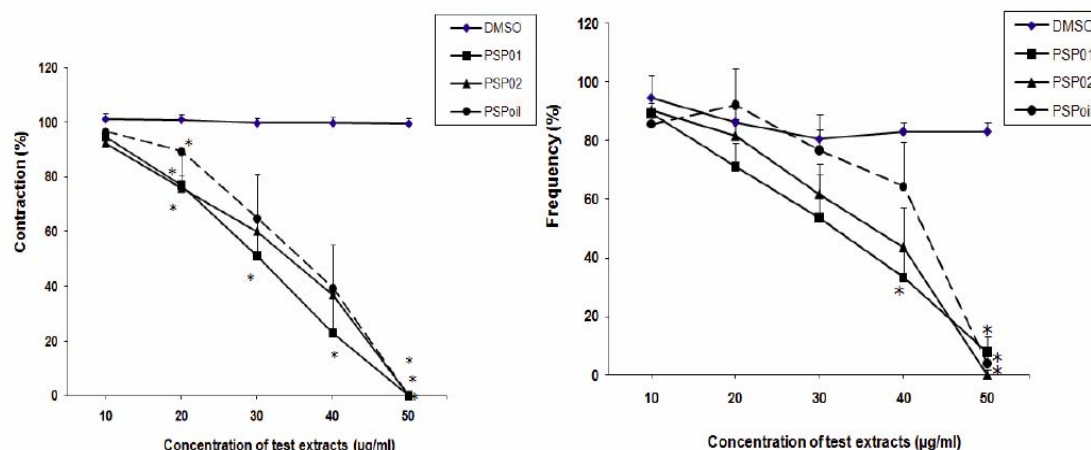 DMSO
PSP01
PSP02
PSPoil
120
100
80
60
40
20
0
Contraction (%)
*
*
*
*
*
*
*
*
10 20 30 40 50
Concentration of test extracts (µg/ml)
DMSO
PSP01
PSP02
PSPoil
120
100
80
60
40
20
0
Frequency (%)
*
*
*
*
10 20 30 40 50
Concentration of test extracts (µg/ml)